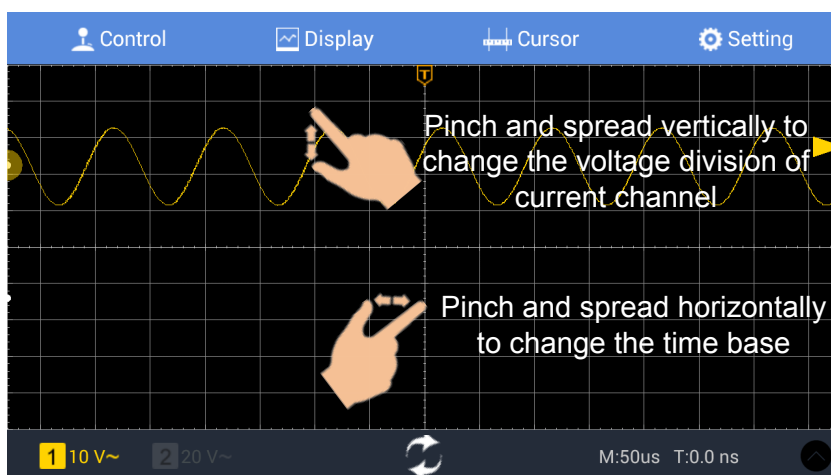 Control Display Cursor Setting
T
Pinch and spread vertically to
change the voltage division of
current channel
Pinch and spread horizontally
to change the time base
1 10 V~ 2 20 V~ M:50us T:0.0 ns